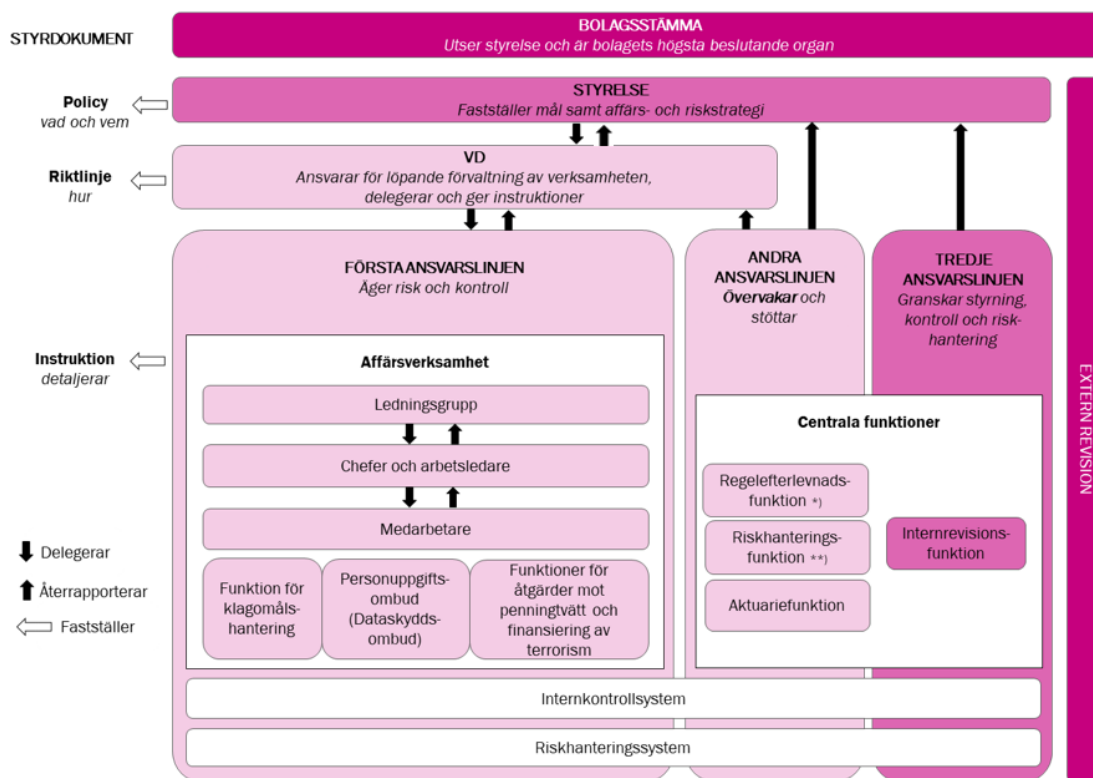 STYRDOKUMENT
BOLAGSSTÄMMA
Utser styrelse och är bolagets högsta beslutande organ
Policy
vad och vem
STYRELSE
Fastställer mål samt affärs- och riskstrategi
Riktlinje
hur
VD
Ansvarar för löpande förvaltning av verksamheten,
delegerar och ger instruktioner
FÖRSTA ANSVARSLINJEN
Äger risk och kontroll
ANDRA
ANSVARSLINJEN
Övervakar och
stöttar
TREDJE
ANSVARSLINJEN
Granskar styrning,
kontroll och risk-
hantering
EXTERN REVISION
Instruktion
detaljerar
Affärsverksamhet
Ledningsgrupp
Chefer och arbetsledare
Medarbetare
Funktion för
klagomåls-
hantering
Personuppgifts-
ombud
(Dataskydds-
ombud)
Funktioner för
åtgärder mot
penningtvätt och
finansiering av
terrorism
Centrala funktioner
Regelefterlevnads-
funktion *)
Riskhanterings-
funktion **)
Aktuariefunktion
Internrevisions-
funktion
Delegerar
Återrapporterar
Fastställer
Internkontrollsystem
Riskhanteringssystem